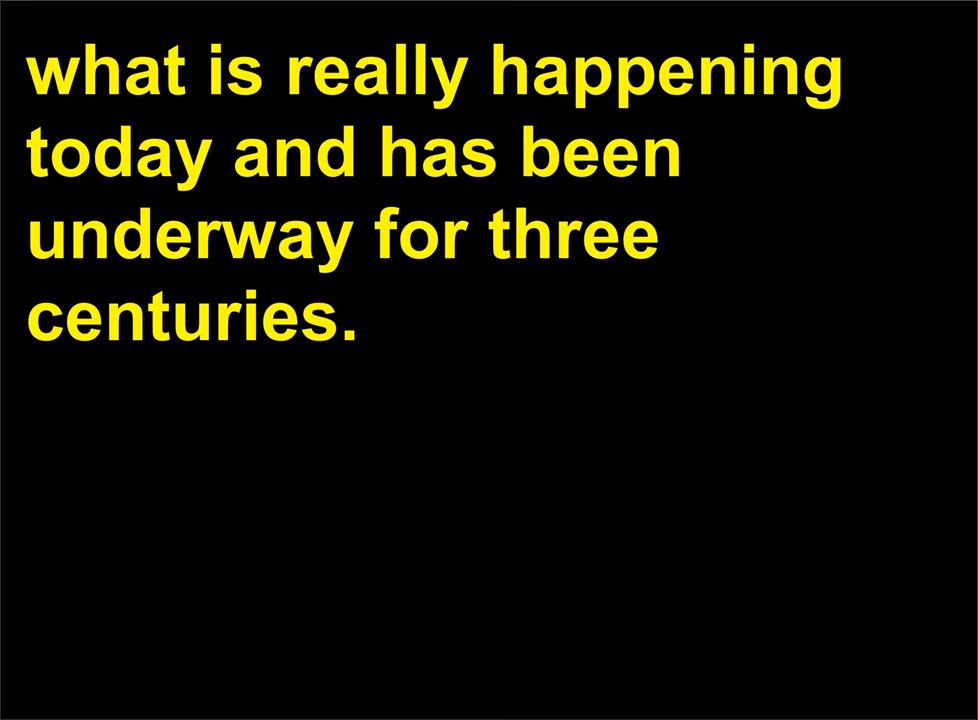 what is really happening
today and has been
underway for three
centuries.